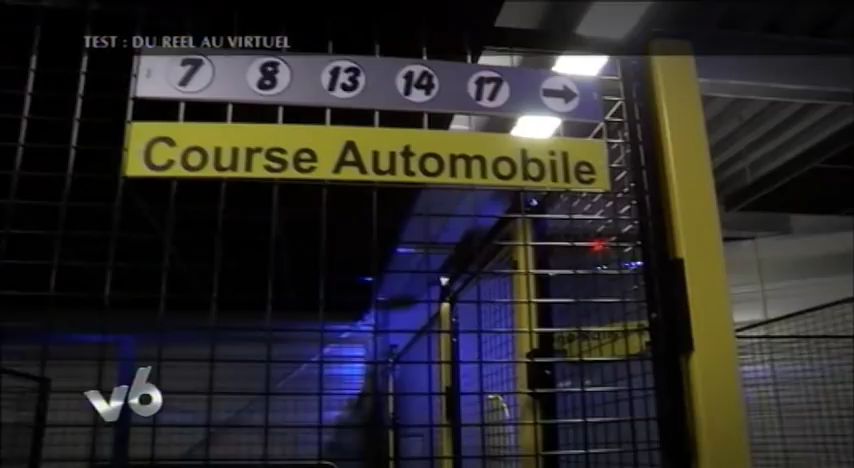 TEST : DU REEL AU VIRTUEL
7 8 13 14 17 →
Course Automobile
V6